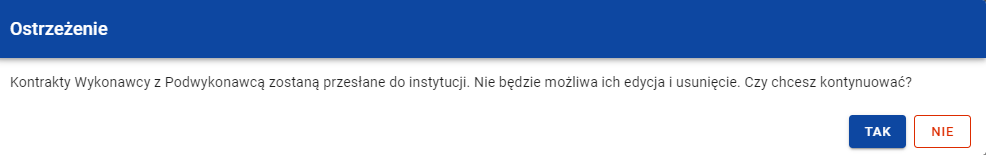 Ostrzeżenie
Kontrakty Wykonawcy z Podwykonawcą zostaną przesłane do instytucji. Nie będzie możliwa ich edycja i usunięcie. Czy chcesz kontynuować?
TAK NIE